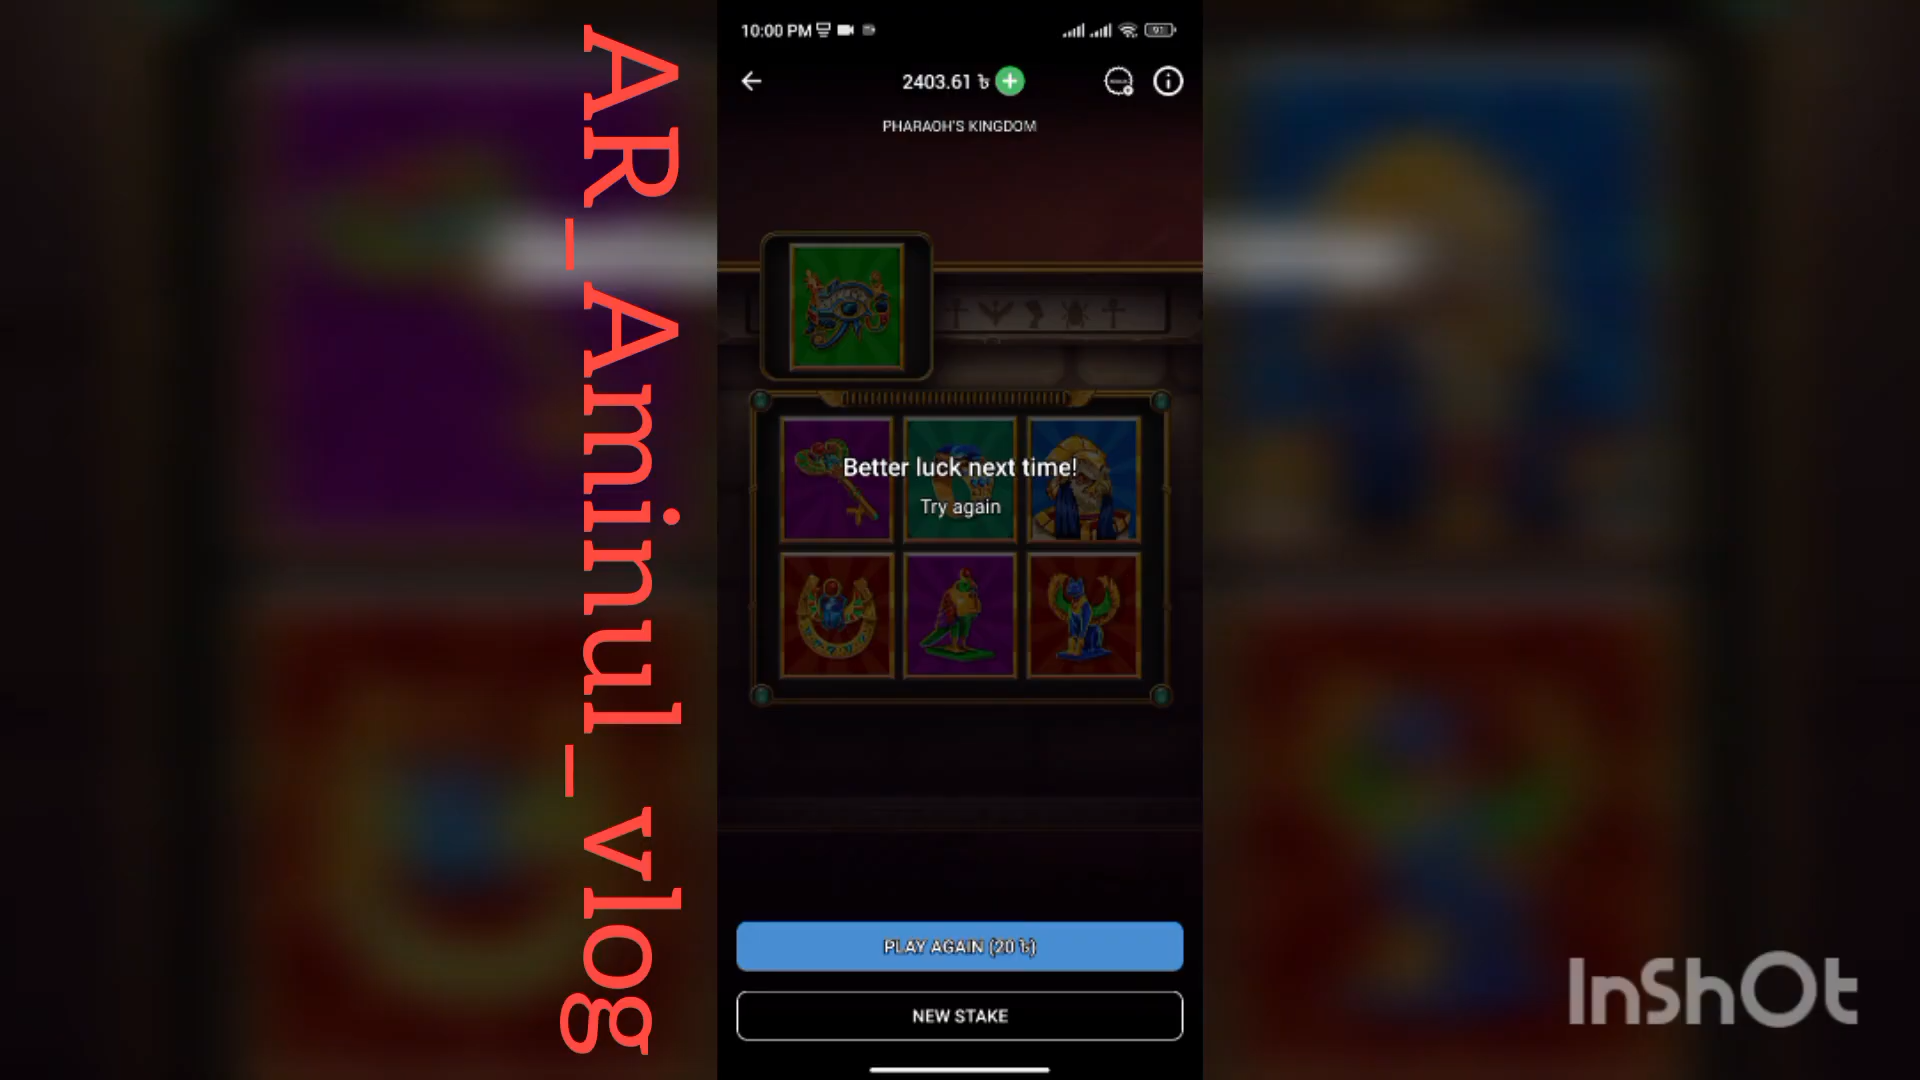 AR_Aminul_vlog
10:00 PM
91
2403.61 ৳
PHARAOH'S KINGDOM
Better luck next time!
Try again
PLAY AGAIN (20 ৳)
NEW STAKE
InShOt